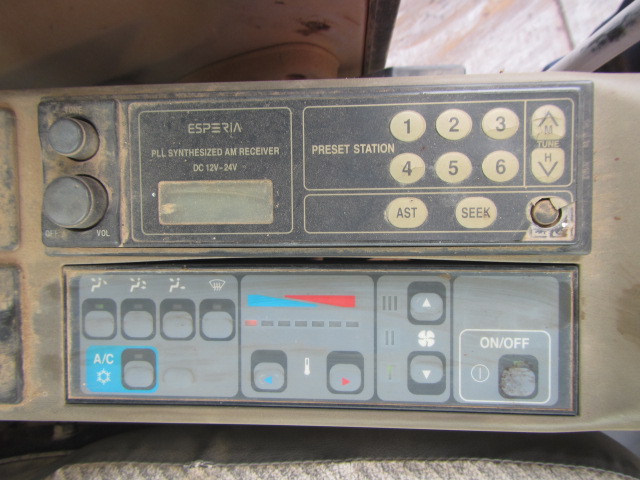 ESPERIA
PLL SYNTHESIZED AM RECEIVER
DC 12V-24V
OFF
VOL
PRESET STATION
1 2 3
4 5 6
M
TUNE
H
AST SEEK
A/C
ON/OFF